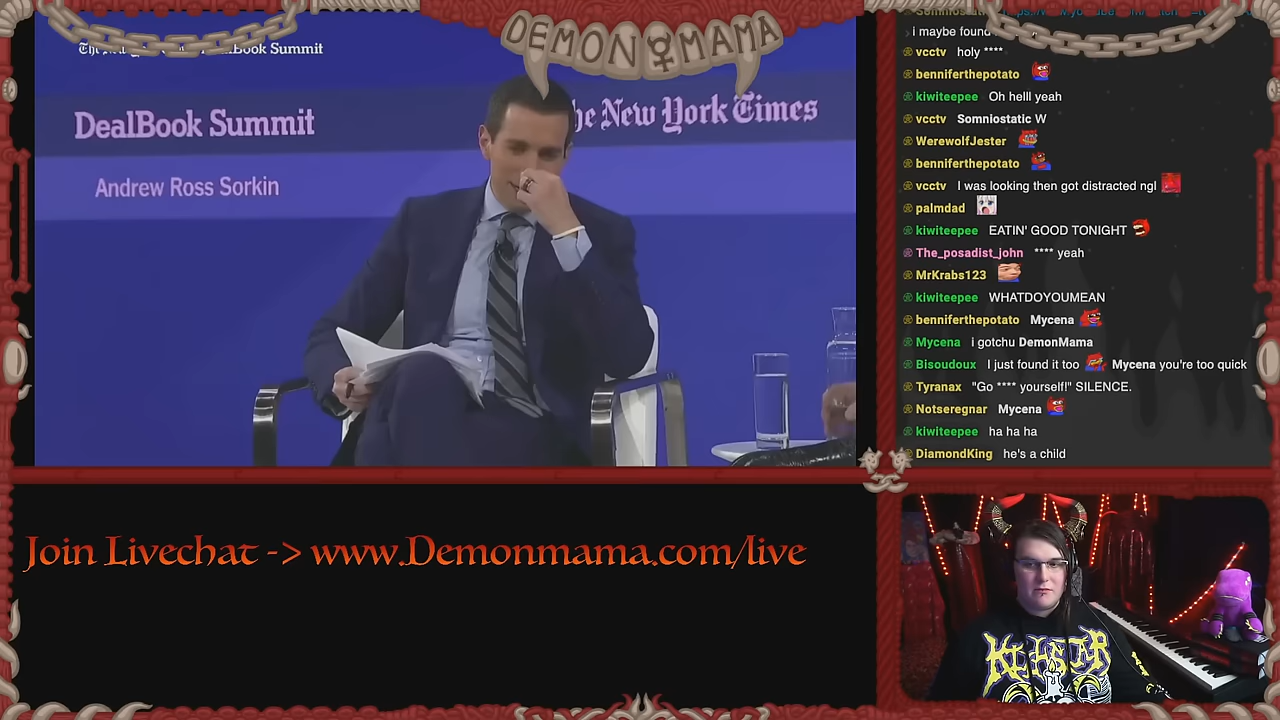 DEMON MAMA
DealBook Summit
The New York Times
Andrew Ross Sorkin
i maybe found
vcctv holy ****
benniferthepotato
kiwiteepee Oh helll yeah
vcctv Somniostatic W
WerewolfJester
benniferthepotato
vcctv I was looking then got distracted ngl
palmdad
kiwiteepee EATIN' GOOD TONIGHT
The_posadist_john **** yeah
MrKrabs123
kiwiteepee WHATDOYOUMEAN
benniferthepotato Mycena
Mycena i gotchu DemonMama
Bisoudoux I just found it too Mycena you're too quick
Tyranax "Go **** yourself!" SILENCE.
Notseregnar Mycena
kiwiteepee ha ha ha
DiamondKing he's a child
Join Livechat -> www.Demonmama.com/live